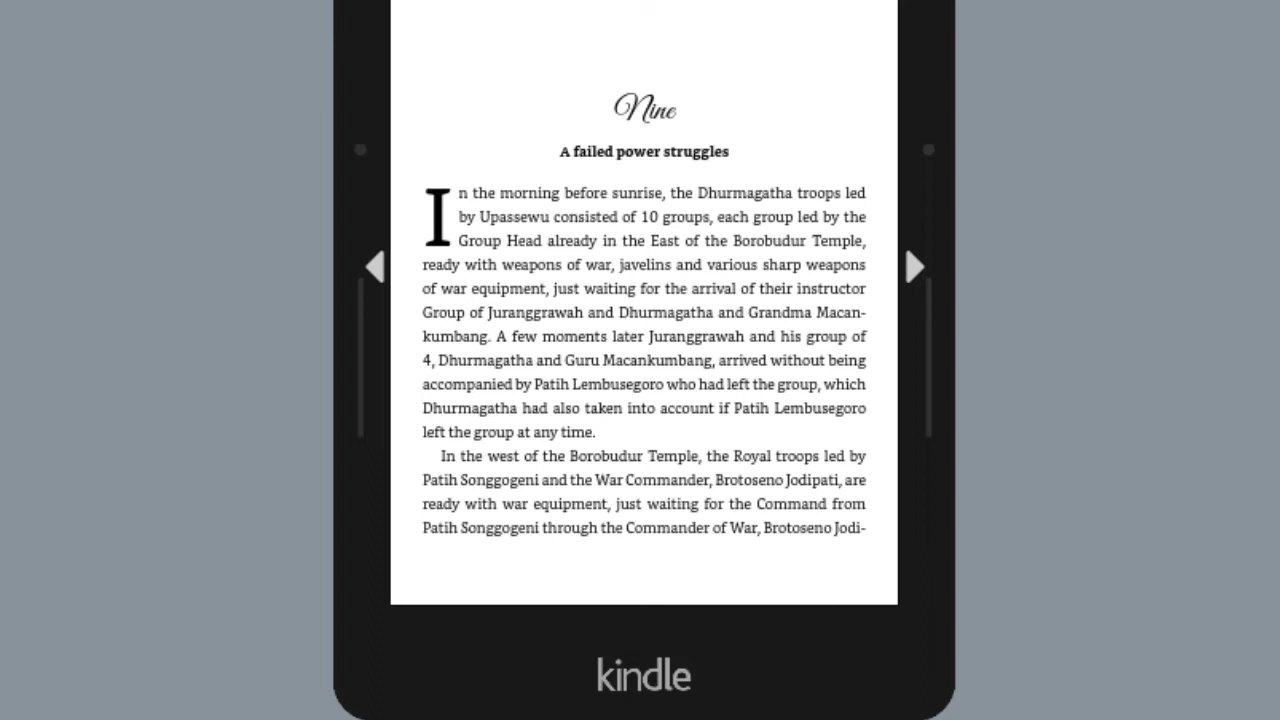 Nine
A failed power struggles
In the morning before sunrise, the Dhurmagatha troops led
by Upassewu consisted of 10 groups, each group led by the
Group Head already in the East of the Borobudur Temple,
ready with weapons of war, javelins and various sharp weapons
of war equipment, just waiting for the arrival of their instructor
Group of Juranggrawah and Dhurmagatha and Grandma Macan-
kumbang. A few moments later Juranggrawah and his group of
4, Dhurmagatha and Guru Macankumbang, arrived without being
accompanied by Patih Lembusegoro who had left the group, which
Dhurmagatha had also taken into account if Patih Lembusegoro
left the group at any time.
In the west of the Borobudur Temple, the Royal troops led by
Patih Songgogeni and the War Commander, Brotoseno Jodipati, are
ready with war equipment, just waiting for the Command from
Patih Songgogeni through the Commander of War, Brotoseno Jodi-
kindle